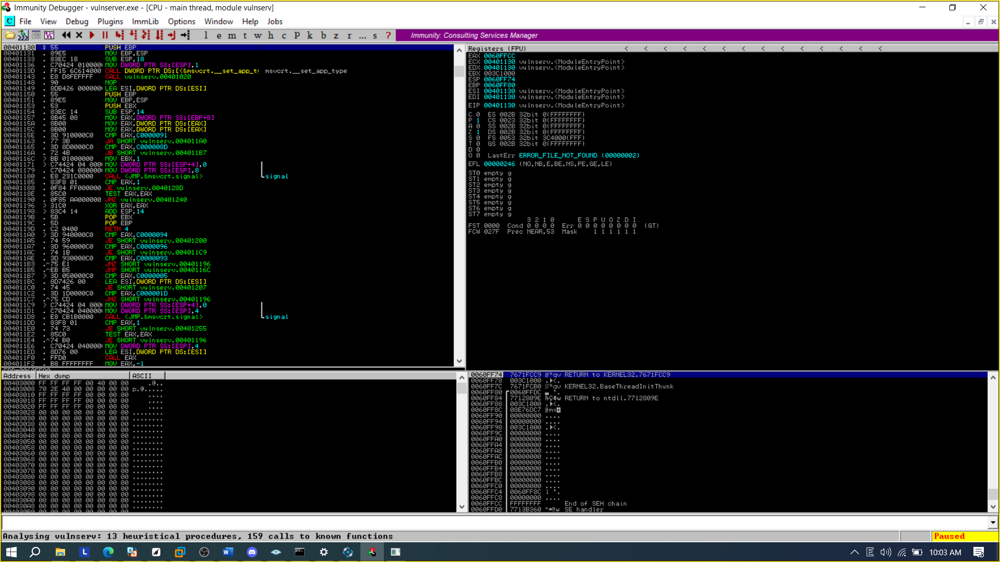 Immunity Debugger - vulnserver.exe - [CPU - main thread, module vulnserv]
C File View Debug Plugins ImmLib Options Window Help Jobs
l e m t w h c P k b z r ... s ? Immunity: Consulting Services Manager
00401130 $ 55 PUSH EBP
00401131 . 89E5 MOV EBP,ESP
00401133 . 83EC 18 SUB ESP,18
00401136 . C70424 01000000 MOV DWORD PTR SS:[ESP],1
0040113D . FF15 6C614000 CALL DWORD PTR DS:[<&msvcrt.__set_app_ty msvcrt.__set_app_type
00401143 . E8 D8FEFFFF CALL vulnserv.00401020
00401148 . 90 NOP
00401149 . 8DB426 000000 LEA ESI,DWORD PTR DS:[ESI]
00401150 . 55 PUSH EBP
00401151 . 89E5 MOV EBP,ESP
00401153 . 53 PUSH EBX
00401154 . 83EC 14 SUB ESP,14
00401157 . 8B45 08 MOV EAX,DWORD PTR SS:[EBP+8]
0040115A . 8B00 MOV EAX,DWORD PTR DS:[EAX]
0040115C . 8B00 MOV EAX,DWORD PTR DS:[EAX]
0040115E . 3D 910000C0 CMP EAX,C0000091
00401163 . 77 3B JA SHORT vulnserv.004011A0
00401165 . 3D 8D0000C0 CMP EAX,C000008D
0040116A . 72 4B JB SHORT vulnserv.004011B7
0040116C > BB 01000000 MOV EBX,1
00401171 > C74424 04 0000 MOV DWORD PTR SS:[ESP+4],0
00401179 . C70424 080000 MOV DWORD PTR SS:[ESP],8
00401180 . E8 231C0000 CALL <JMP.&msvcrt.signal> signal
00401185 . 83F8 01 CMP EAX,1
00401188 . 0F84 FF000000 JE vulnserv.0040128D
0040118E . 85C0 TEST EAX,EAX
00401190 . 0F85 AA000000 JNZ vulnserv.00401240
00401196 > 31C0 XOR EAX,EAX
00401198 > 83C4 14 ADD ESP,14
0040119B . 5B POP EBX
0040119C . 5D POP EBP
0040119D . C2 0400 RETN 4
004011A0 > 3D 940000C0 CMP EAX,C0000094
004011A5 . 74 59 JE SHORT vulnserv.00401200
004011A7 . 3D 960000C0 CMP EAX,C0000096
004011AC . 74 1B JE SHORT vulnserv.004011C9
004011AE . 3D 930000C0 CMP EAX,C0000093
004011B3 .^75 E1 JNZ SHORT vulnserv.00401196
004011B5 .^EB B5 JMP SHORT vulnserv.0040116C
004011B7 > 3D 050000C0 CMP EAX,C0000005
004011BC . 8D7426 00 LEA ESI,DWORD PTR DS:[ESI]
004011C0 . 74 45 JE SHORT vulnserv.00401207
004011C2 . 3D 1D0000C0 CMP EAX,C000001D
004011C7 .^75 CD JNZ SHORT vulnserv.00401196
004011C9 > C74424 04 0000 MOV DWORD PTR SS:[ESP+4],0
004011D1 . C70424 040000 MOV DWORD PTR SS:[ESP],4
004011D8 . E8 CB1B0000 CALL <JMP.&msvcrt.signal> signal
004011DD . 83F8 01 CMP EAX,1
004011E0 . 74 73 JE SHORT vulnserv.00401255
004011E2 . 85C0 TEST EAX,EAX
004011E4 .^74 B0 JE SHORT vulnserv.00401196
004011E6 . C70424 040000 MOV DWORD PTR SS:[ESP],4
004011ED . 8D76 00 LEA ESI,DWORD PTR DS:[ESI]
004011F0 . FFD0 CALL EAX
004011F2 . B8 FFFFFFFF MOV EAX,-1
Registers (FPU) < < < < < < < < < < < < < <
EAX 0060FFCC
ECX 00401130 vulnserv.<ModuleEntryPoint>
EDX 00401130 vulnserv.<ModuleEntryPoint>
EBX 003C1000
ESP 0060FF74
EBP 0060FF80
ESI 00401130 vulnserv.<ModuleEntryPoint>
EDI 00401130 vulnserv.<ModuleEntryPoint>
EIP 00401130 vulnserv.<ModuleEntryPoint>
C 0 ES 002B 32bit 0(FFFFFFFF)
P 1 CS 0023 32bit 0(FFFFFFFF)
A 0 SS 002B 32bit 0(FFFFFFFF)
Z 1 DS 002B 32bit 0(FFFFFFFF)
S 0 FS 0053 32bit 3C4000(FFF)
T 0 GS 002B 32bit 0(FFFFFFFF)
D 0
O 0 LastErr ERROR_FILE_NOT_FOUND (00000002)
EFL 00000246 (NO,NB,E,BE,NS,PE,GE,LE)
ST0 empty g
ST1 empty g
ST2 empty g
ST3 empty g
ST4 empty g
ST5 empty g
ST6 empty g
ST7 empty g
3 2 1 0 E S P U O Z D I
FST 0000 Cond 0 0 0 0 Err 0 0 0 0 0 0 0 0 (GT)
FCW 027F Prec NEAR,53 Mask 1 1 1 1 1 1
Address Hex dump ASCII
00403000 FF FF FF FF 00 40 00 00 .@..
00403008 70 2E 40 00 00 00 00 00 p.@.....
00403010 FF FF FF FF 00 00 00 00 ....
00403018 FF FF FF FF 00 00 00 00 ....
00403020 FF FF FF FF 00 00 00 00 ....
00403028 00 00 00 00 00 00 00 00 ........
00403030 00 00 00 00 00 00 00 00 ........
00403038 00 00 00 00 00 00 00 00 ........
00403040 00 00 00 00 00 00 00 00 ........
00403048 00 00 00 00 00 00 00 00 ........
00403050 00 00 00 00 00 00 00 00 ........
00403058 00 00 00 00 00 00 00 00 ........
00403060 00 00 00 00 00 00 00 00 ........
00403068 00 00 00 00 00 00 00 00 ........
00403070 00 00 00 00 00 00 00 00 ........
00403078 00 00 00 00 00 00 00 00 ........
00403080 00 00 00 00 00 00 00 00 ........
00403088 00 00 00 00 00 00 00 00 ........
00403090 00 00 00 00 00 00 00 00 ........
00403098 00 00 00 00 00 00 00 00 ........
004030A0 00 00 00 00 00 00 00 00 ........
004030A8 00 00 00 00 00 00 00 00 ........
0060FF74 7671FCC9 RETURN to KERNEL32.7671FCC9
0060FF78 003C1000
0060FF7C 7671FCB0 KERNEL32.BaseThreadInitThunk
0060FF80 0060FFDC
0060FF84 7712809E RETURN to ntdll.7712809E
0060FF88 003C1000
0060FF8C 08E76DC7
0060FF90 00000000 ....
0060FF94 00000000 ....
0060FF98 003C1000
0060FF9C 00000000 ....
0060FFA0 00000000 ....
0060FFA4 00000000 ....
0060FFA8 00000000 ....
0060FFAC 00000000 ....
0060FFB0 00000000 ....
0060FFB4 00000000 ....
0060FFB8 00000000 ....
0060FFBC 00000000 ....
0060FFC0 00000000 ....
0060FFC4 0060FF8C
0060FFC8 00000000 ....
0060FFCC FFFFFFFF End of SEH chain
0060FFD0 7713B360 SE handler
Analysing vulnserv: 13 heuristical procedures, 159 calls to known functions Paused
10:03 AM